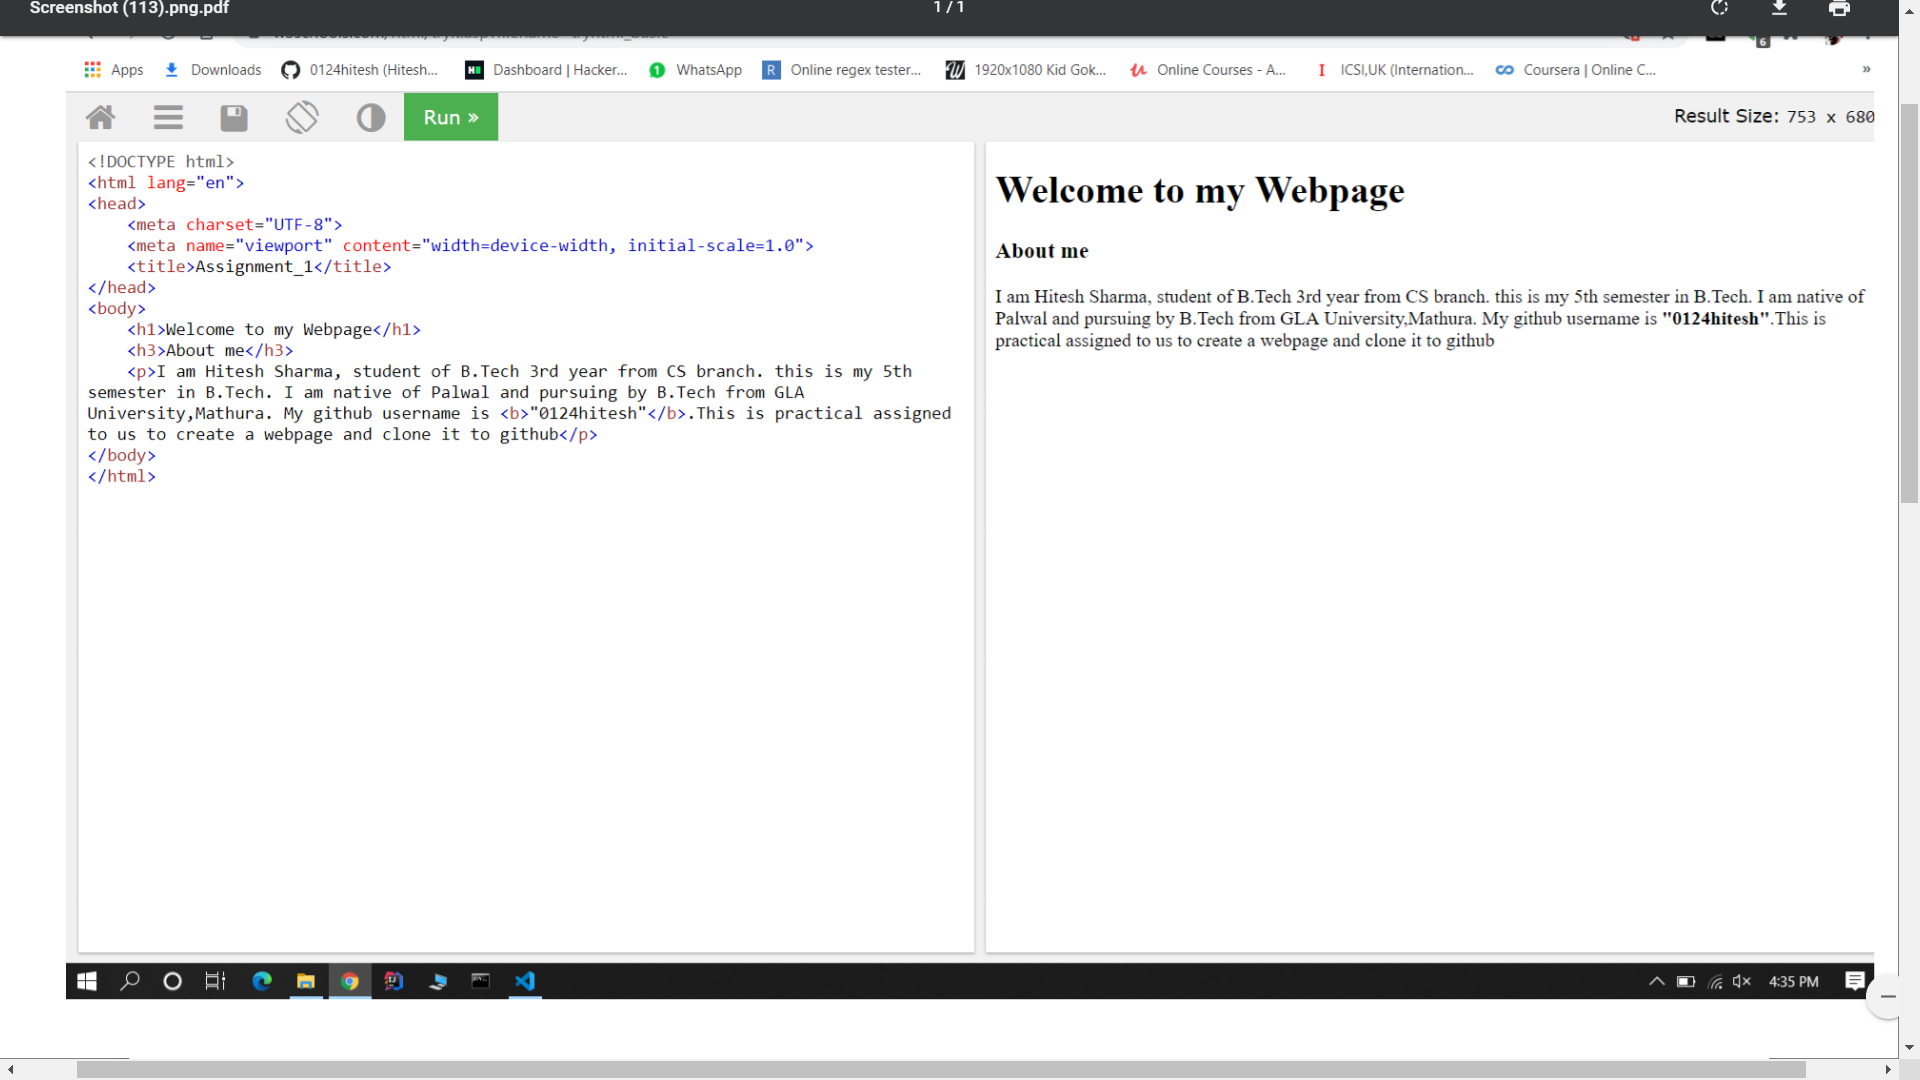 Screenshot (113).png.pdf
1 / 1
6
Apps
Downloads
0124hitesh (Hitesh...
Dashboard | Hacker...
1
WhatsApp
R
Online regex tester...
1920x1080 Kid Gok...
Online Courses - A...
I
ICSI,UK (Internation...
Coursera | Online C...
»
Run »
Result Size: 753 x 680
<!DOCTYPE html>
<html lang="en">
<head>
    <meta charset="UTF-8">
    <meta name="viewport" content="width=device-width, initial-scale=1.0">
    <title>Assignment_1</title>
</head>
<body>
    <h1>Welcome to my Webpage</h1>
    <h3>About me</h3>
    <p>I am Hitesh Sharma, student of B.Tech 3rd year from CS branch. this is my 5th
semester in B.Tech. I am native of Palwal and pursuing by B.Tech from GLA
University,Mathura. My github username is <b>"0124hitesh"</b>.This is practical assigned
to us to create a webpage and clone it to github</p>
</body>
</html>
Welcome to my Webpage
About me
I am Hitesh Sharma, student of B.Tech 3rd year from CS branch. this is my 5th semester in B.Tech. I am native of
Palwal and pursuing by B.Tech from GLA University,Mathura. My github username is "0124hitesh".This is
practical assigned to us to create a webpage and clone it to github
4:35 PM